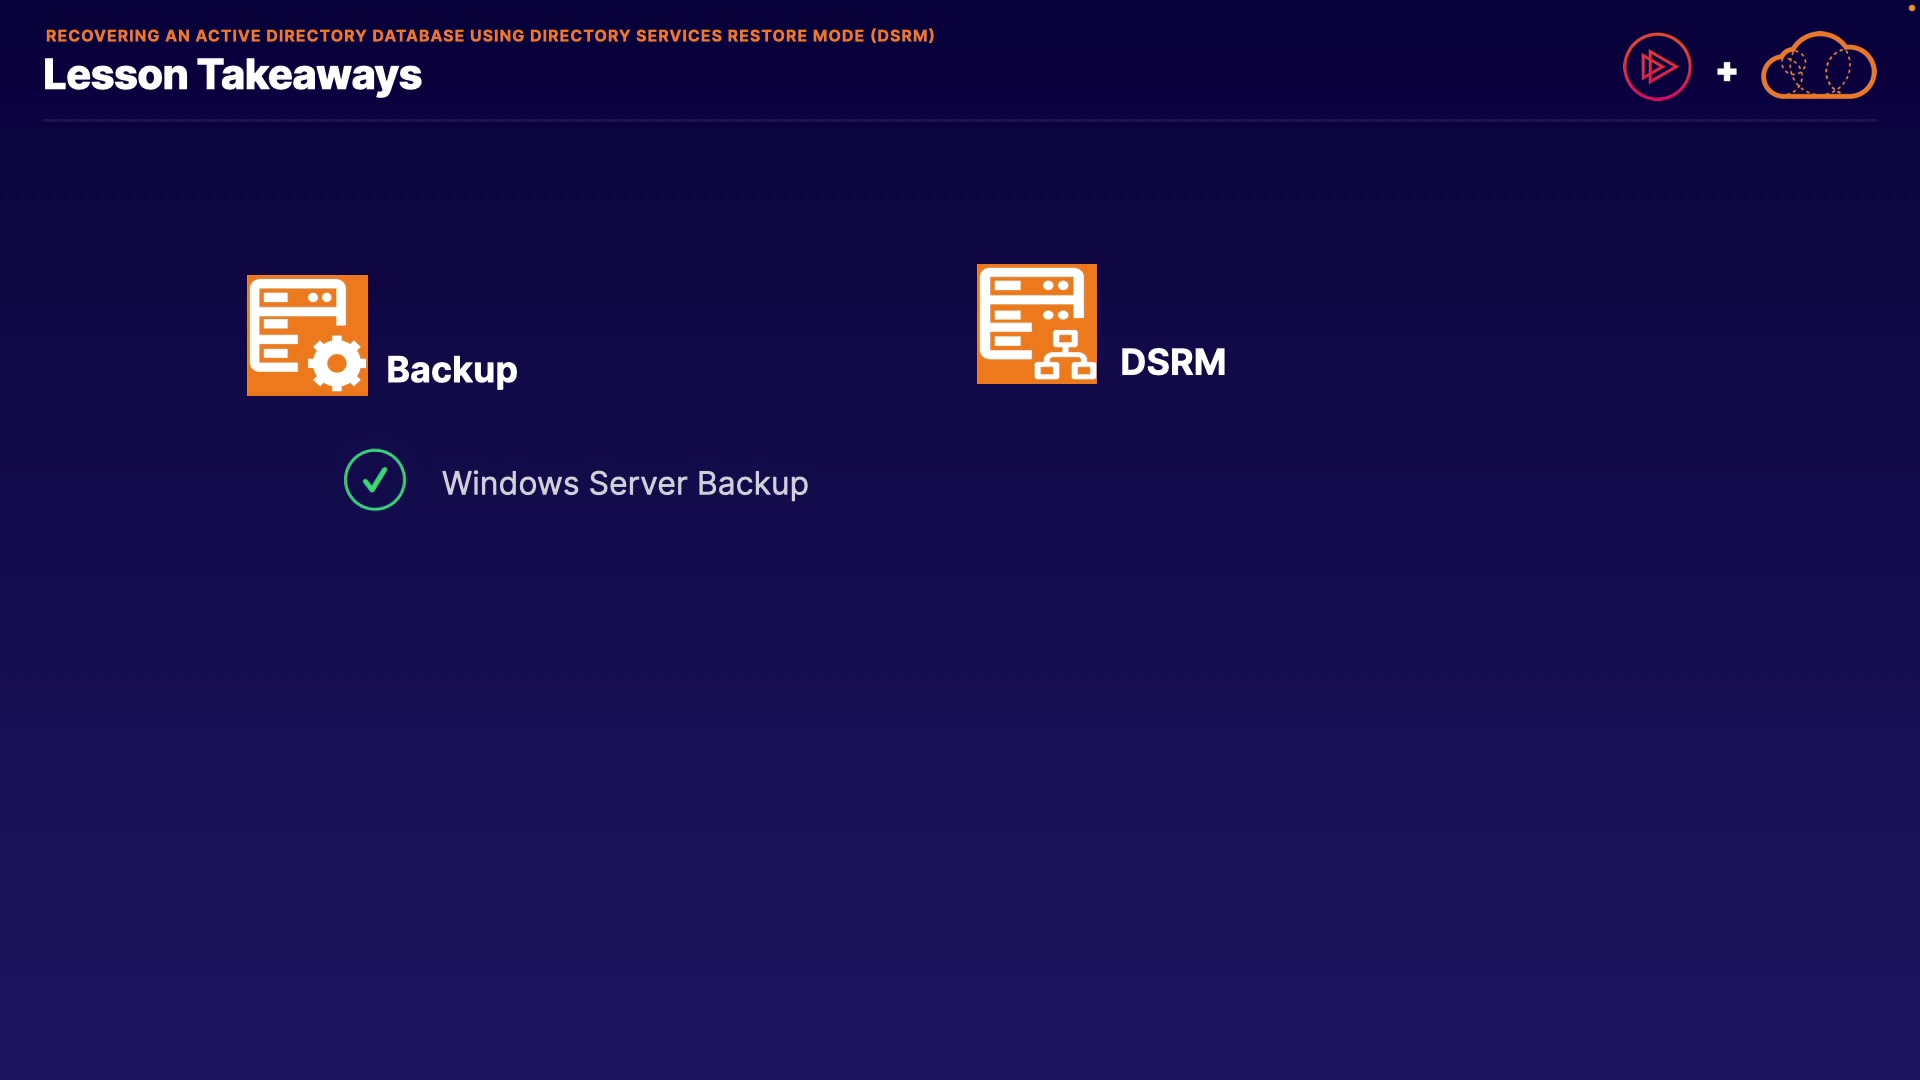 RECOVERING AN ACTIVE DIRECTORY DATABASE USING DIRECTORY SERVICES RESTORE MODE (DSRM)
Lesson Takeaways
Backup
DSRM
Windows Server Backup